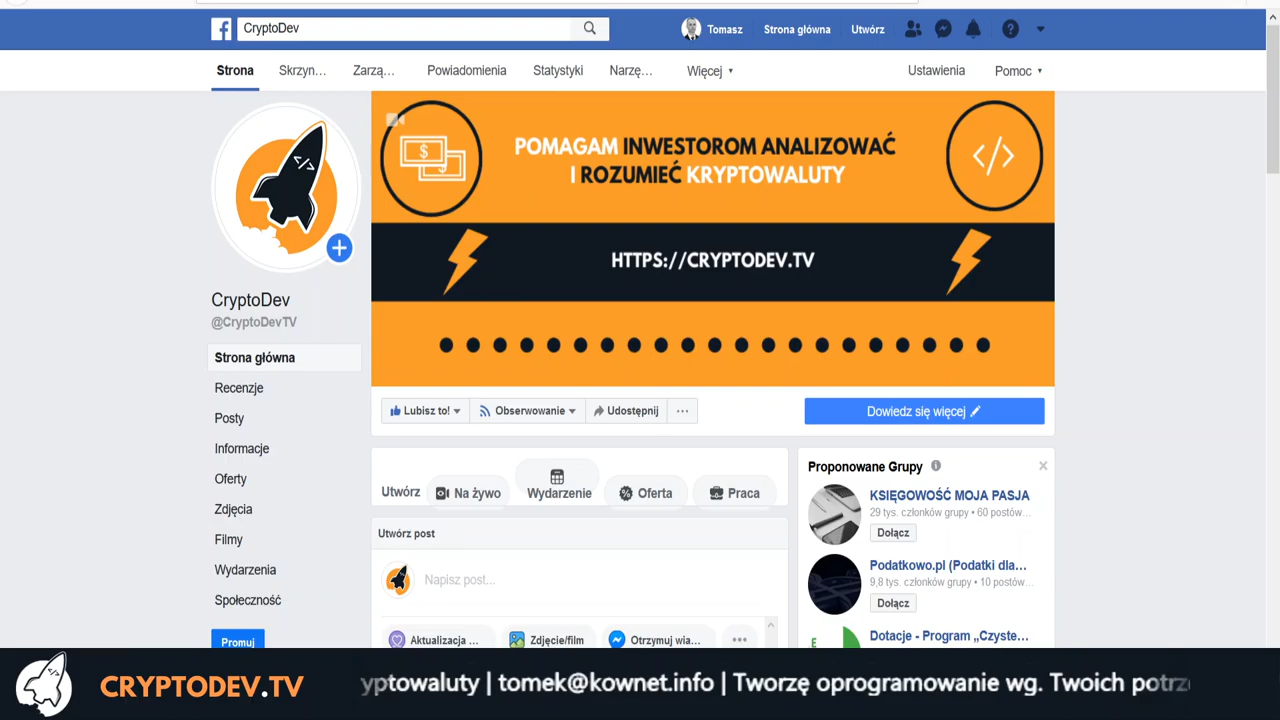 CryptoDev
Tomasz
Strona główna
Utwórz
Strona
Skrzyn...
Zarzą...
Powiadomienia
Statystyki
Narzę...
Więcej
Ustawienia
Pomoc
POMAGAM INWESTOROM ANALIZOWAĆ
I ROZUMIEĆ KRYPTOWALUTY
HTTPS://CRYPTODEV.TV
CryptoDev
@CryptoDevTV
Strona główna
Recenzje
Posty
Informacje
Oferty
Zdjęcia
Filmy
Wydarzenia
Społeczność
Promuj
Lubisz to!
Obserwowanie
Udostępnij
Dowiedz się więcej
Utwórz
Na żywo
Wydarzenie
Oferta
Praca
Utwórz post
Napisz post...
Aktualizacja ...
Zdjęcie/film
Otrzymuj wia...
Proponowane Grupy
KSIĘGOWOŚĆ MOJA PASJA
29 tys. członków grupy • 60 postów...
Dołącz
Podatkowo.pl (Podatki dla...
9,8 tys. członków grupy • 10 postów...
Dołącz
Dotacje - Program „Czyste...
CRYPTODEV.TV
yptowaluty | tomek@kownet.info | Tworzę oprogramowanie wg. Twoich potrz